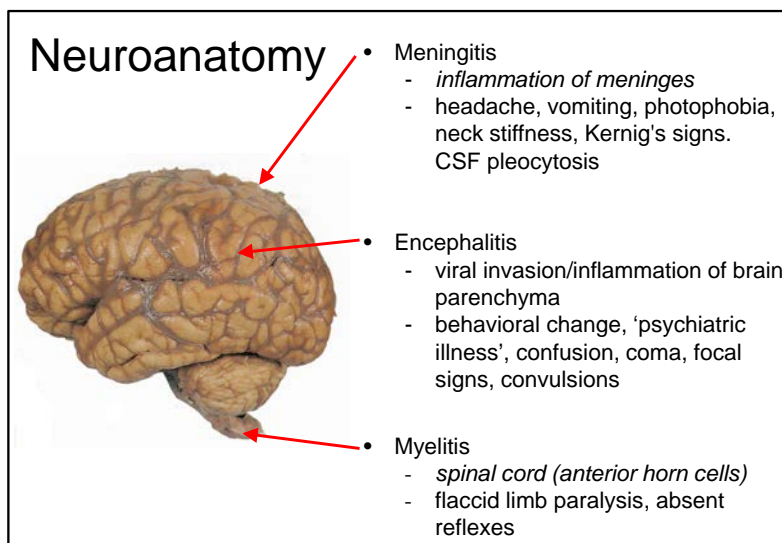 Neuroanatomy
• Meningitis
- inflammation of meninges
- headache, vomiting, photophobia,
neck stiffness, Kernig's signs.
CSF pleocytosis
• Encephalitis
- viral invasion/inflammation of brain
parenchyma
- behavioral change, ‘psychiatric
illness’, confusion, coma, focal
signs, convulsions
• Myelitis
- spinal cord (anterior horn cells)
- flaccid limb paralysis, absent
reflexes